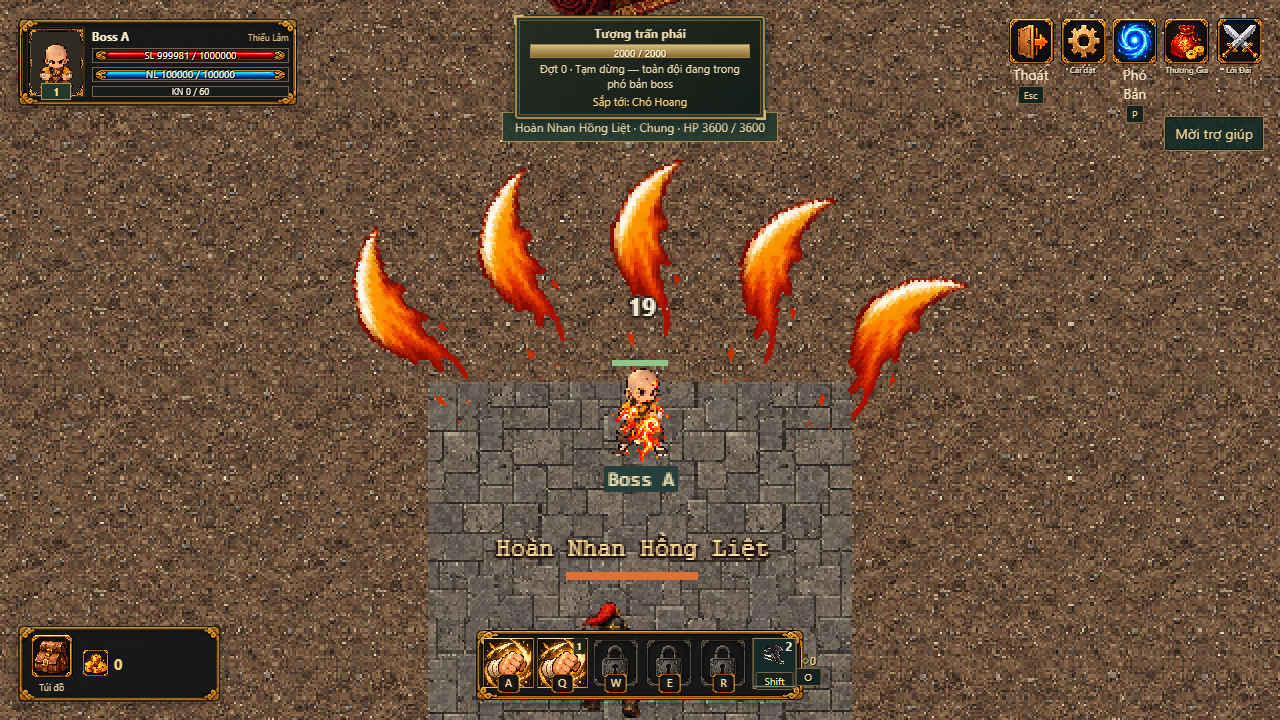 Boss A
Thiếu Lâm
SL 999981 / 1000000
NL 100000 / 100000
KN 0 / 60
1
Tượng trấn phái
2000 / 2000
Đợt 0 · Tạm dừng — toàn đội đang trong
phó bản boss
Sắp tới: Chó Hoang
Hoàn Nhan Hồng Liệt · Chung · HP 3600 / 3600
Thoát
Esc
Cài đặt
Phó
Bản
P
Thương Gia
Lôi Đài
Mời trợ giúp
19
Boss A
Hoàn Nhan Hồng Liệt
Túi đồ
0
A
Q
1
W
E
R
2
Shift
0
O